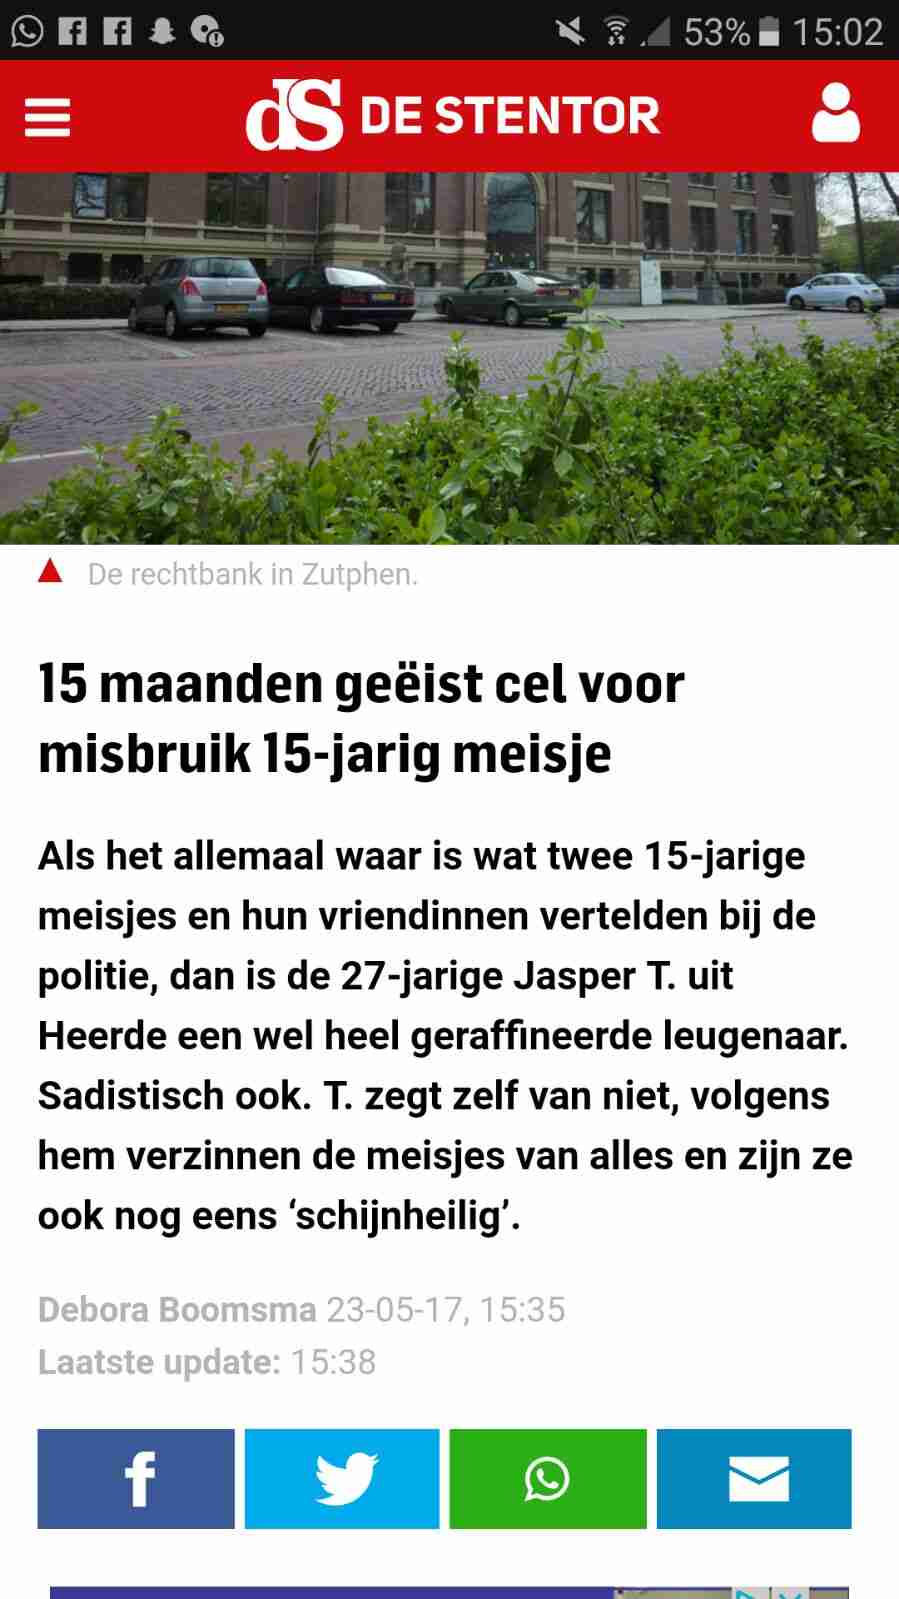 53% 15:02
dS DE STENTOR
De rechtbank in Zutphen.
15 maanden geëist cel voor
misbruik 15-jarig meisje
Als het allemaal waar is wat twee 15-jarige
meisjes en hun vriendinnen vertelden bij de
politie, dan is de 27-jarige Jasper T. uit
Heerde een wel heel geraffineerde leugenaar.
Sadistisch ook. T. zegt zelf van niet, volgens
hem verzinnen de meisjes van alles en zijn ze
ook nog eens ‘schijnheilig’.
Debora Boomsma 23-05-17, 15:35
Laatste update: 15:38